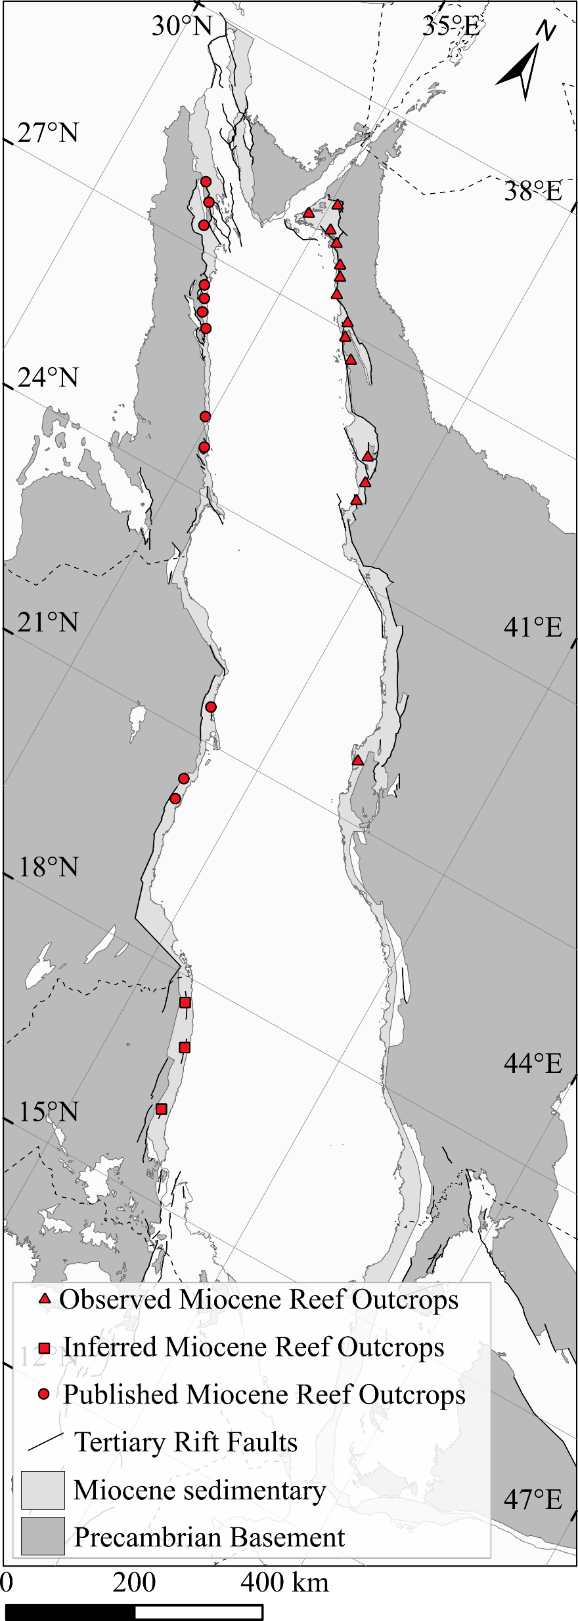 30°N
35°E
N
27°N
38°E
24°N
21°N
41°E
18°N
44°E
15°N
Observed Miocene Reef Outcrops
Inferred Miocene Reef Outcrops
12°N
Published Miocene Reef Outcrops
Tertiary Rift Faults
Miocene sedimentary
47°E
Precambrian Basement
0 200 400 km